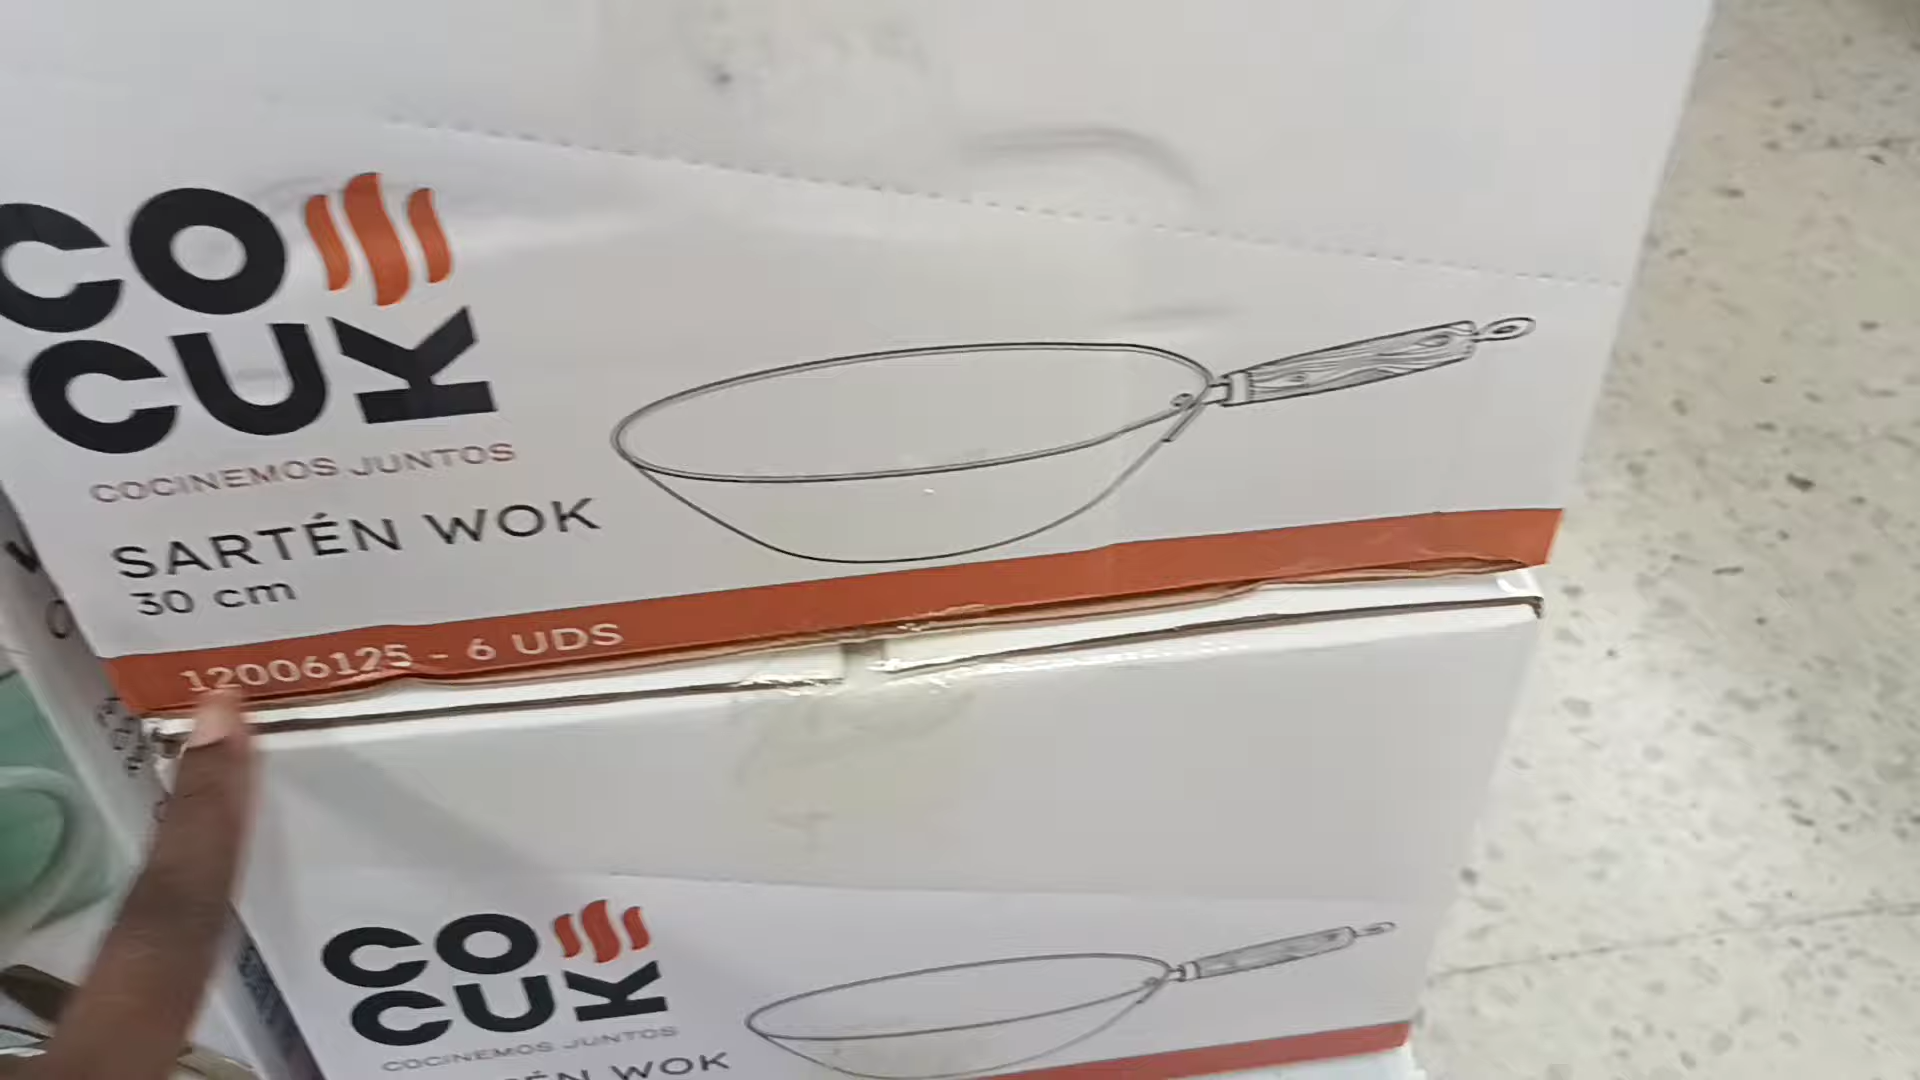 CO
CUK
COCINEMOS JUNTOS
SARTÉN WOK
30 cm
12006125 - 6 UDS
CO
CUK
COCINEMOS JUNTOS
WOK